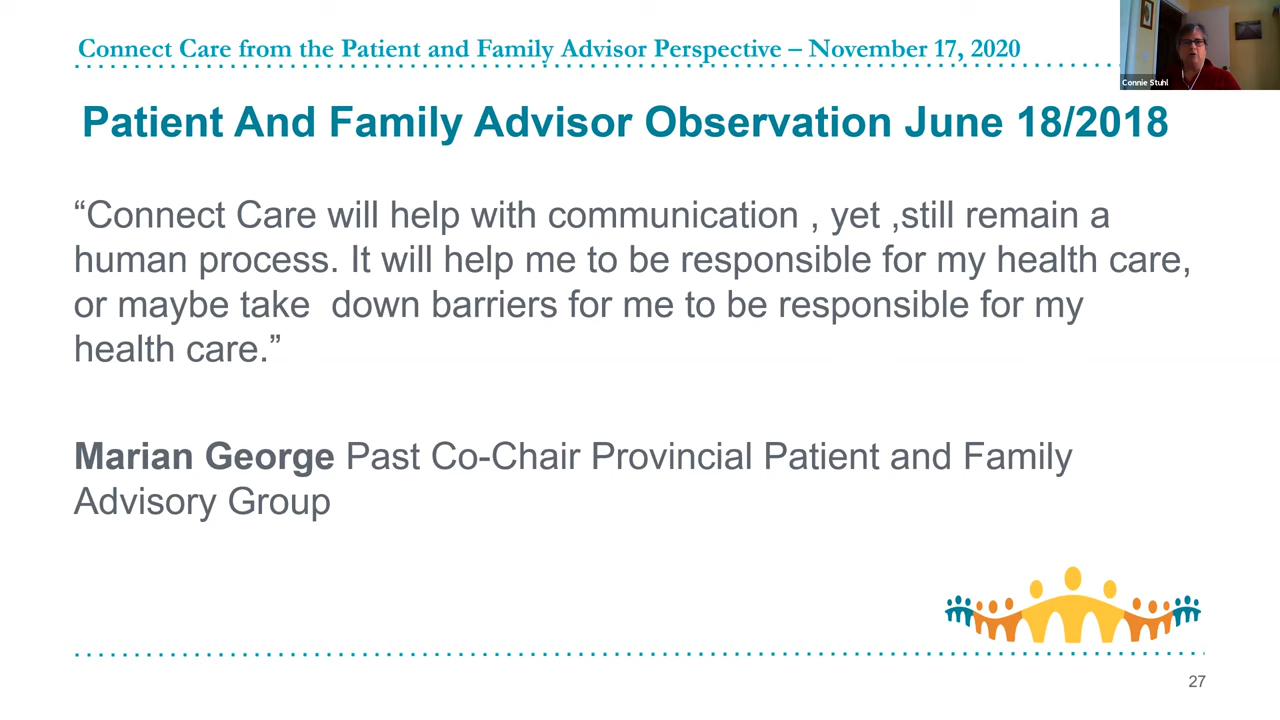 Connect Care from the Patient and Family Advisor Perspective – November 17, 2020
Connie Stuhl
Patient And Family Advisor Observation June 18/2018
“Connect Care will help with communication , yet ,still remain a
human process. It will help me to be responsible for my health care,
or maybe take  down barriers for me to be responsible for my
health care.”
Marian George Past Co-Chair Provincial Patient and Family
Advisory Group
27